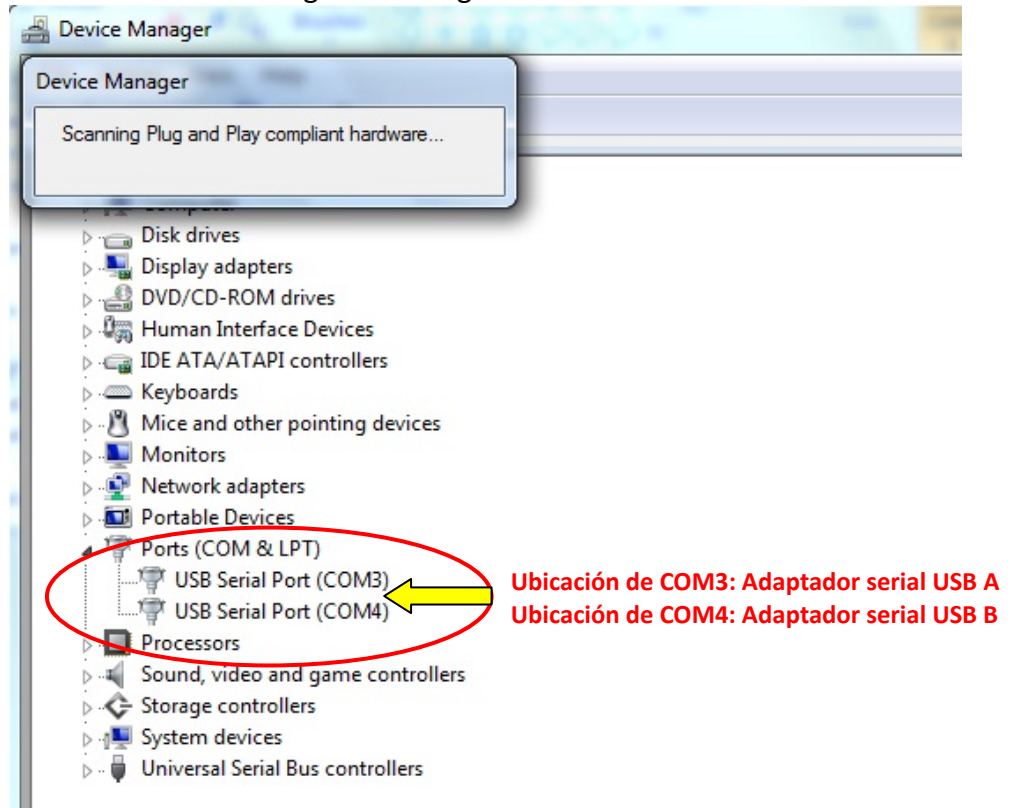 Device Manager
Device Manager
Help
Scanning Plug and Play compliant hardware...
Computer
Disk drives
Display adapters
DVD/CD-ROM drives
Human Interface Devices
IDE ATA/ATAPI controllers
Keyboards
Mice and other pointing devices
Monitors
Network adapters
Portable Devices
Ports (COM & LPT)
USB Serial Port (COM3)
USB Serial Port (COM4)
Ubicación de COM3: Adaptador serial USB A
Ubicación de COM4: Adaptador serial USB B
Processors
Sound, video and game controllers
Storage controllers
System devices
Universal Serial Bus controllers